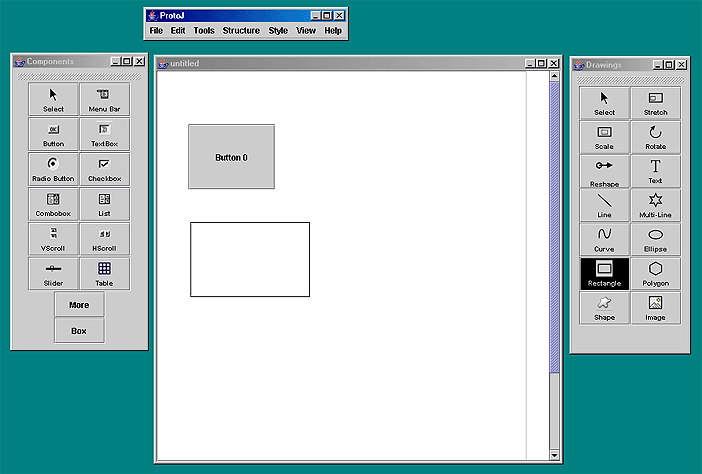 ProtoJ
File Edit Tools Structure Style View Help
Components
Select Menu Bar
Button TextBox
Radio Button Checkbox
Combobox List
VScroll HScroll
Slider Table
More
Box
untitled
Button 0
Drawings
Select Stretch
Scale Rotate
Reshape Text
Line Multi-Line
Curve Ellipse
Rectangle Polygon
Shape Image